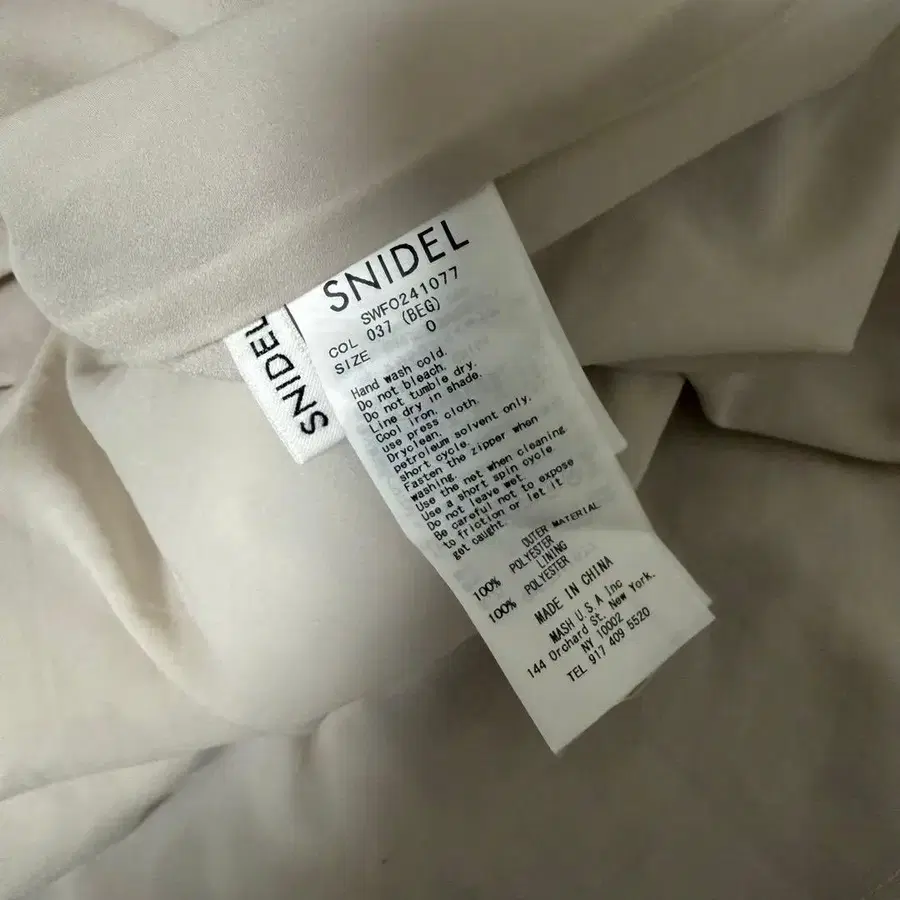 SNIDEL
SNIDEL
SWFO241077
COL 037 (BEG)
SIZE 0
Hand wash cold.
Do not bleach.
Do not tumble dry.
Line dry in shade.
Cool iron.
use press cloth.
Dryclean.
petroleum solvent only.
short cycle.
Fasten the zipper when
washing.
Use the net when cleaning.
Use a short spin cycle
Do not leave wet.
Be careful not to expose
to friction or let it
get caught.
OUTER MATERIAL
100% POLYESTER
LINING
100% POLYESTER
MADE IN CHINA
MASH U.S.A Inc
144 Orchard St. New York.
NY 10002
TEL 917 409 5520